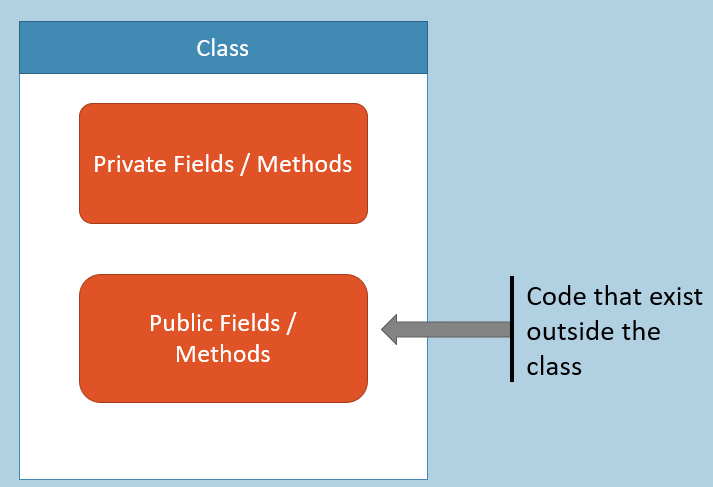 Class
Private Fields / Methods
Public Fields /
Methods
Code that exist
outside the
class